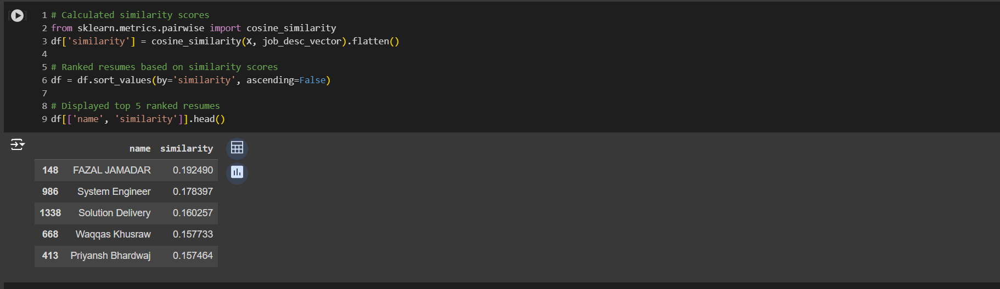 1 # Calculated similarity scores
2 from sklearn.metrics.pairwise import cosine_similarity
3 df['similarity'] = cosine_similarity(X, job_desc_vector).flatten()
4
5 # Ranked resumes based on similarity scores
6 df = df.sort_values(by='similarity', ascending=False)
7
8 # Displayed top 5 ranked resumes
9 df[['name', 'similarity']].head()
name similarity
148 FAZAL JAMADAR 0.192490
986 System Engineer 0.178397
1338 Solution Delivery 0.160257
668 Waqqas Khusraw 0.157733
413 Priyansh Bhardwaj 0.157464